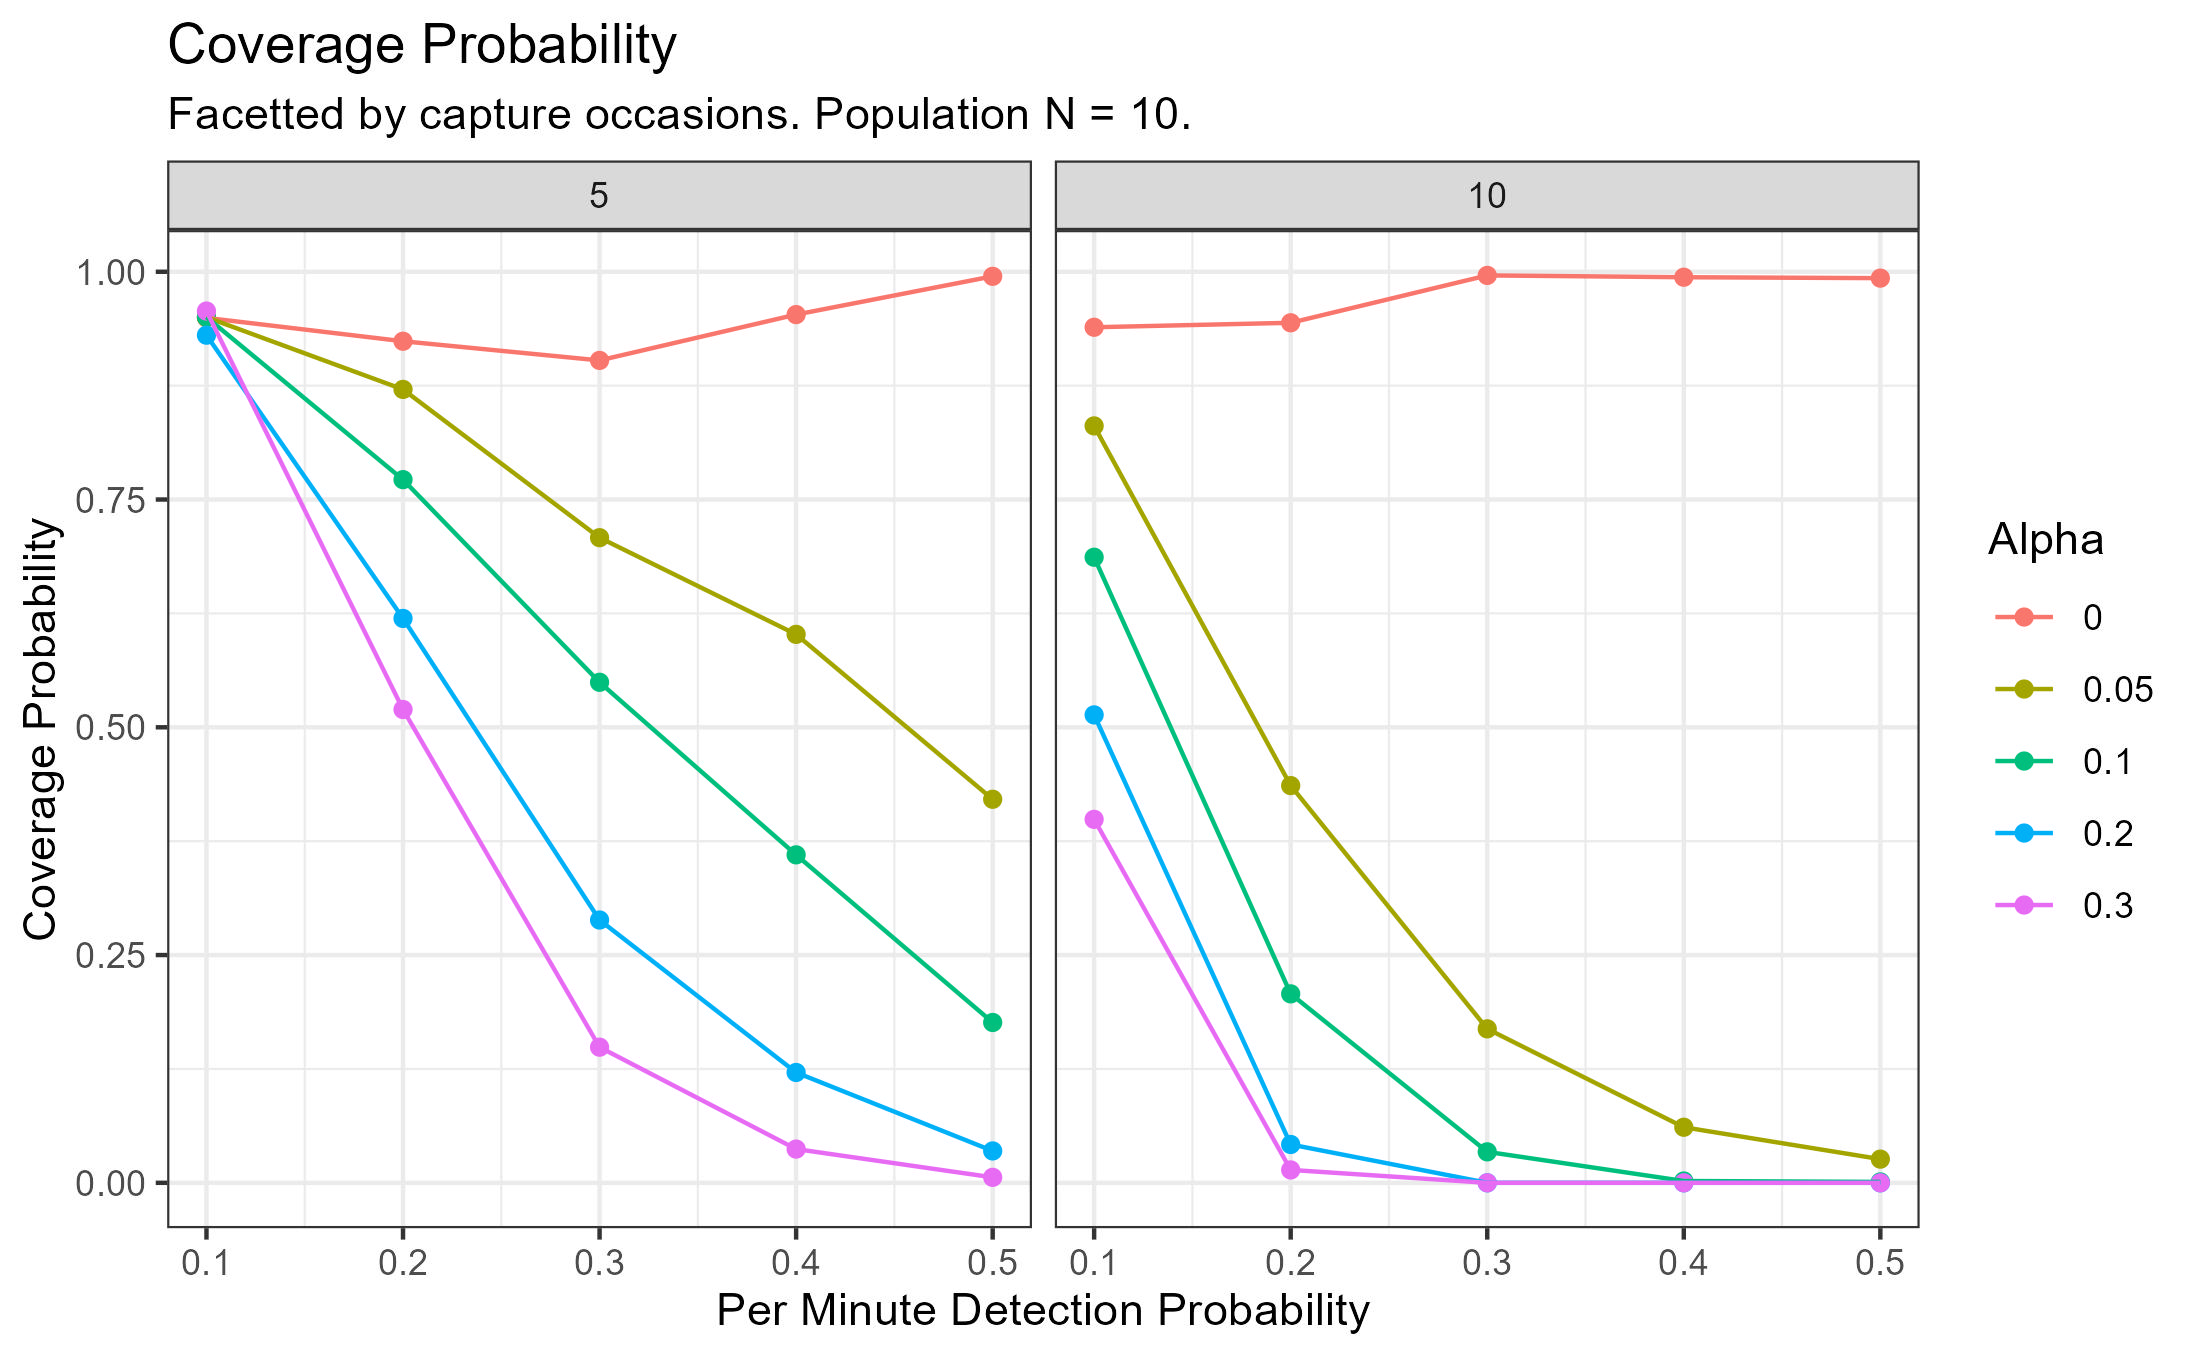 Coverage Probability
Facetted by capture occasions. Population N = 10.
5
10
Coverage Probability
1.00
0.75
0.50
0.25
0.00
0.1 0.2 0.3 0.4 0.5
0.1 0.2 0.3 0.4 0.5
Per Minute Detection Probability
Alpha
0
0.05
0.1
0.2
0.3